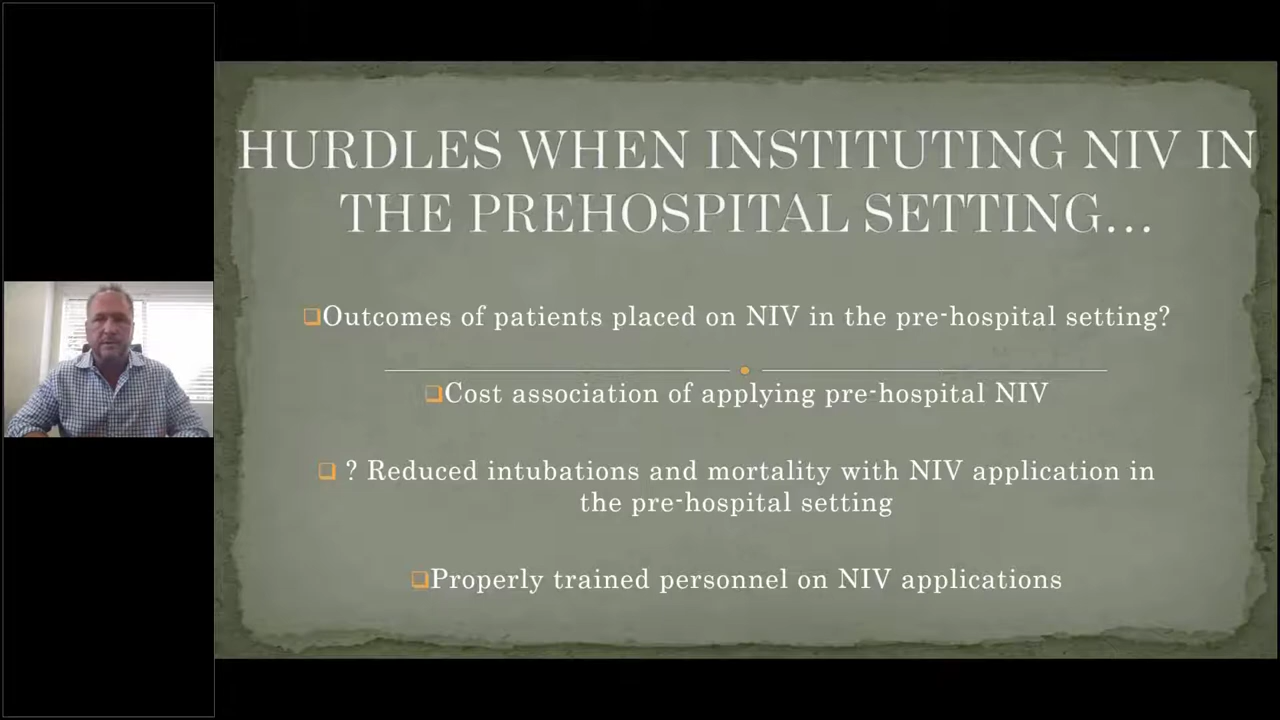 HURDLES WHEN INSTITUTING NIV IN
THE PREHOSPITAL SETTING...
Outcomes of patients placed on NIV in the pre-hospital setting?
Cost association of applying pre-hospital NIV
? Reduced intubations and mortality with NIV application in
the pre-hospital setting
Properly trained personnel on NIV applications